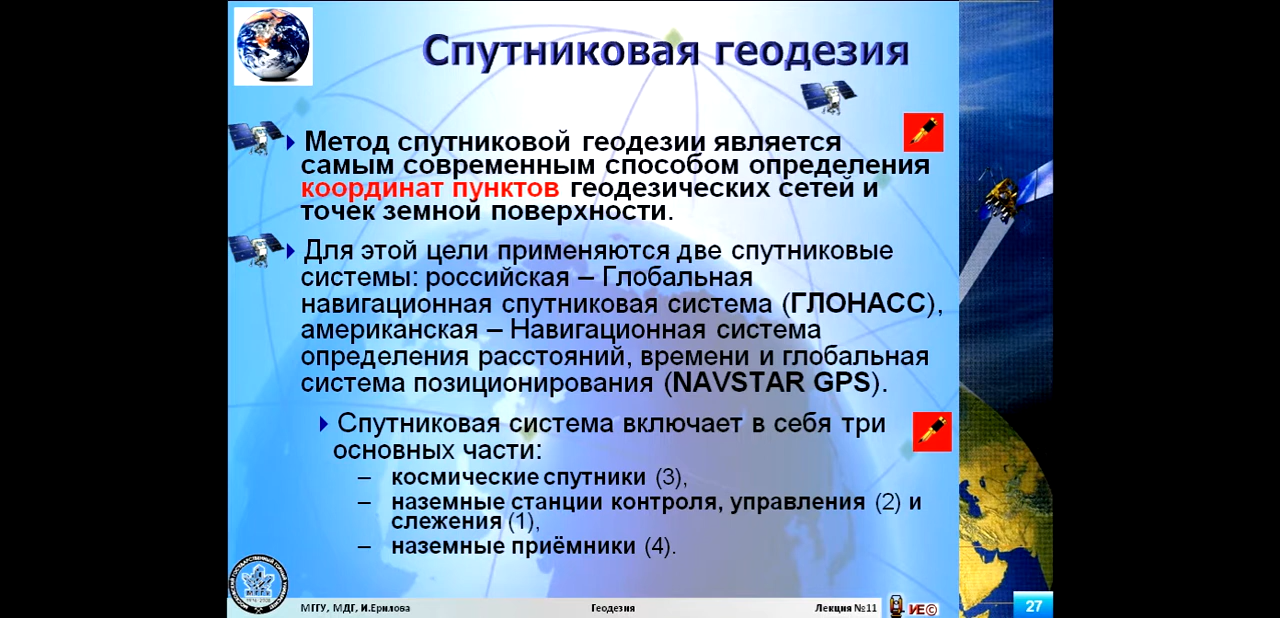 Спутниковая геодезия
Метод спутниковой геодезии является
самым современным способом определения
координат пунктов геодезических сетей и
точек земной поверхности.
Для этой цели применяются две спутниковые
системы: российская – Глобальная
навигационная спутниковая система (ГЛОНАСС),
американская – Навигационная система
определения расстояний, времени и глобальная
система позиционирования (NAVSTAR GPS).
Спутниковая система включает в себя три
основных части:
– космические спутники (3),
– наземные станции контроля, управления (2) и
слежения (1),
– наземные приёмники (4).
МГГУ, МДГ, И.Ерилова Геодезия Лекция №11 ИЕ© 27